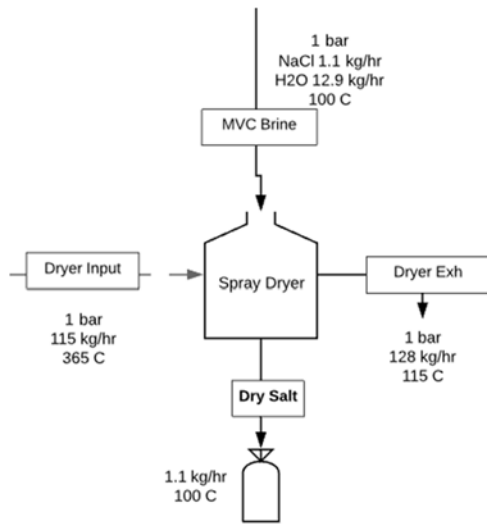 1 bar
NaCl 1.1 kg/hr
H2O 12.9 kg/hr
100 C
MVC Brine
Dryer Input
1 bar
115 kg/hr
365 C
Spray Dryer
Dryer Exh
1 bar
128 kg/hr
115 C
Dry Salt
1.1 kg/hr
100 C